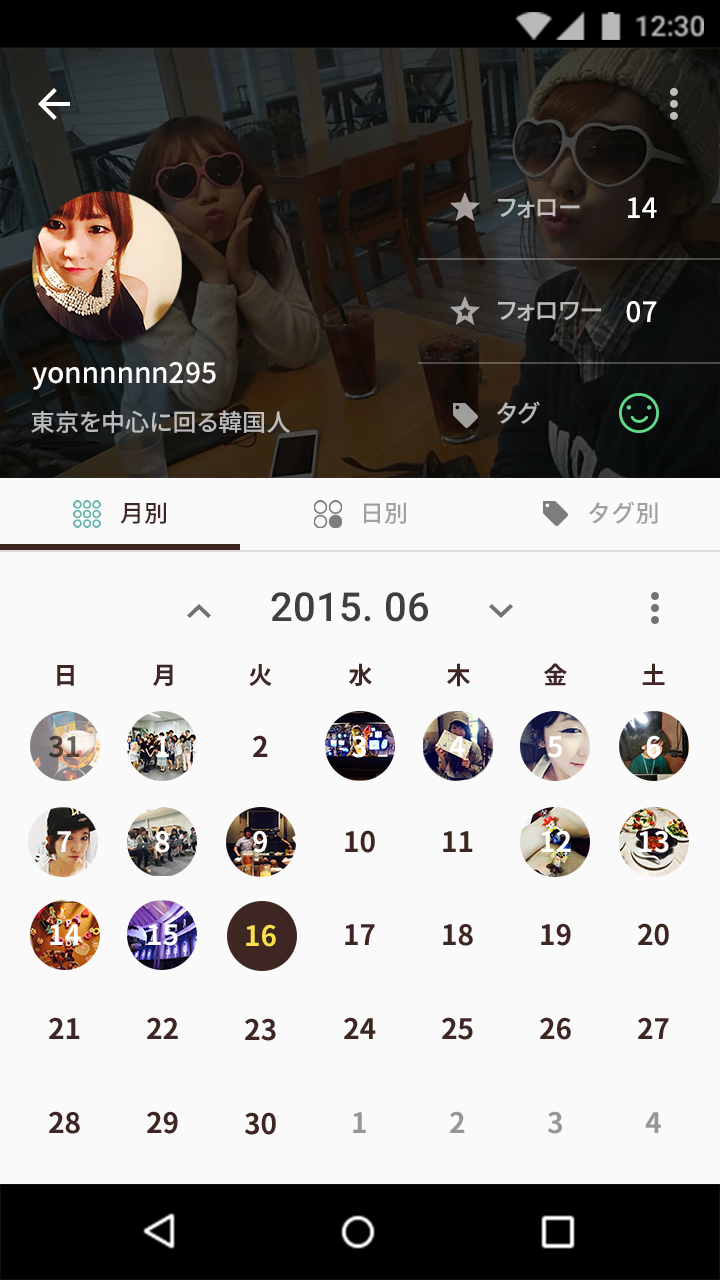 12:30
フォロー 14
フォロワー 07
yonnnnnn295
東京を中心に回る韓国人
タグ
月別 日別 タグ別
2015. 06
日 月 火 水 木 金 土
31 1 2 3 4 5 6
7 8 9 10 11 12 13
14 15 16 17 18 19 20
21 22 23 24 25 26 27
28 29 30 1 2 3 4